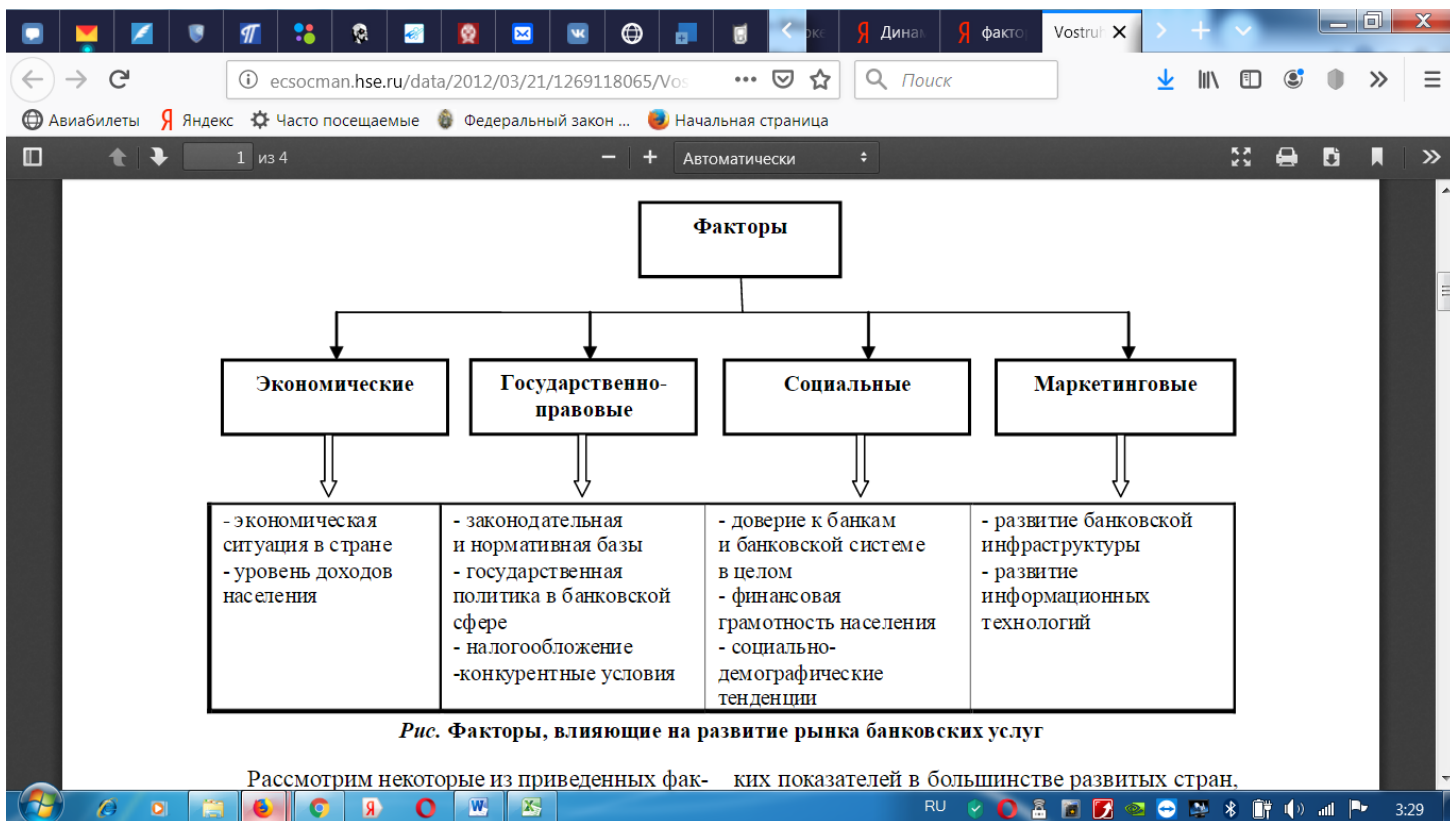 Динам
факто
Vostruh
ecsocman.hse.ru/data/2012/03/21/1269118065/Vos
Поиск
Авиабилеты
Яндекс
Часто посещаемые
Федеральный закон ...
Начальная страница
1 из 4
Автоматически
Факторы
Экономические
Государственно-
правовые
Социальные
Маркетинговые
- экономическая
ситуация в стране
- уровень доходов
населения
- законодательная
и нормативная базы
- государственная
политика в банковской
сфере
- налогообложение
-конкурентные условия
- доверие к банкам
и банковской системе
в целом
- финансовая
грамотность населения
- социально-
демографические
тенденции
- развитие банковской
инфраструктуры
- развитие
информационных
технологий
Рис. Факторы, влияющие на развитие рынка банковских услуг
Рассмотрим некоторые из приведенных фак-
ких показателей в большинстве развитых стран,
RU
3:29